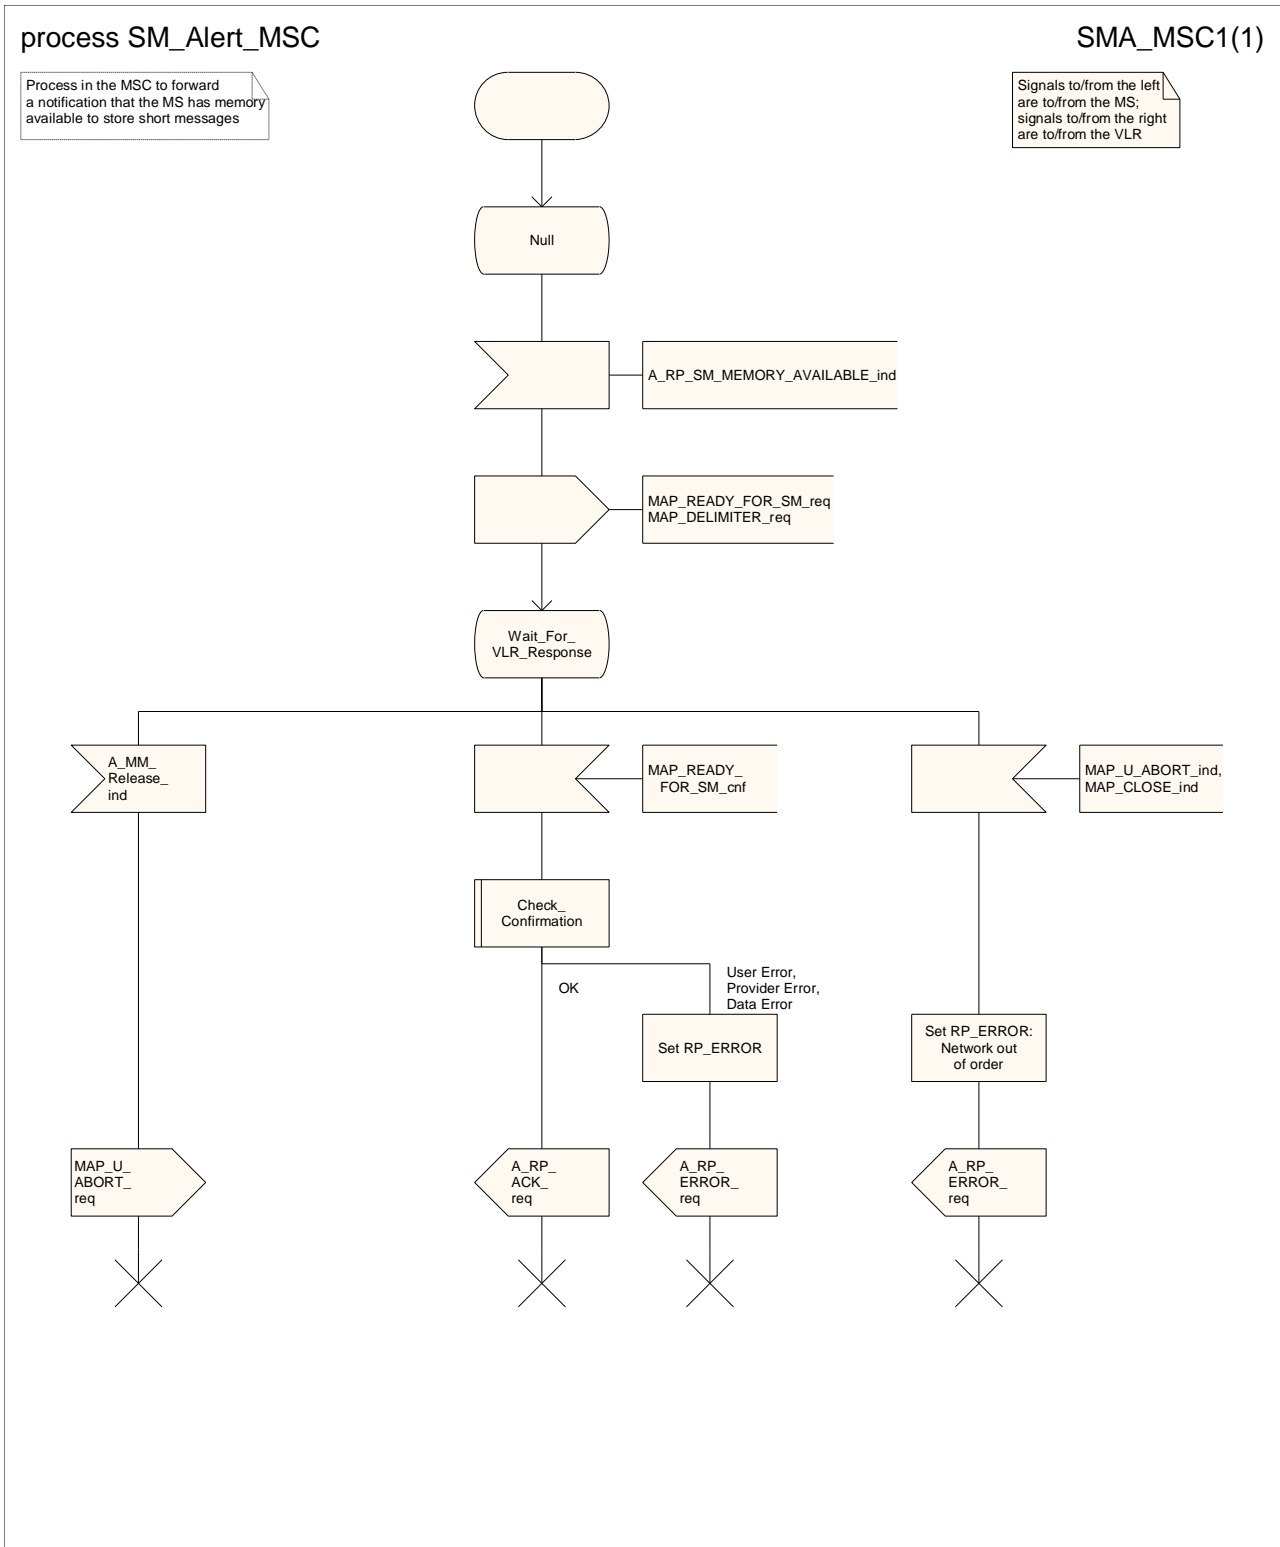 process SM_Alert_MSC
SMA_MSC1(1)
Process in the MSC to forward
a notification that the MS has memory
available to store short messages
Signals to/from the left
are to/from the MS;
signals to/from the right
are to/from the VLR
Null
A_RP_SM_MEMORY_AVAILABLE_ind
MAP_READY_FOR_SM_req
MAP_DELIMITER_req
Wait_For_
VLR_Response
A_MM_
Release_
ind
MAP_READY_
FOR_SM_cnf
MAP_U_ABORT_ind,
MAP_CLOSE_ind
Check_
Confirmation
OK
User Error,
Provider Error,
Data Error
Set RP_ERROR
Set RP_ERROR:
Network out
of order
MAP_U_
ABORT_
req
A_RP_
ACK_
req
A_RP_
ERROR_
req
A_RP_
ERROR_
req